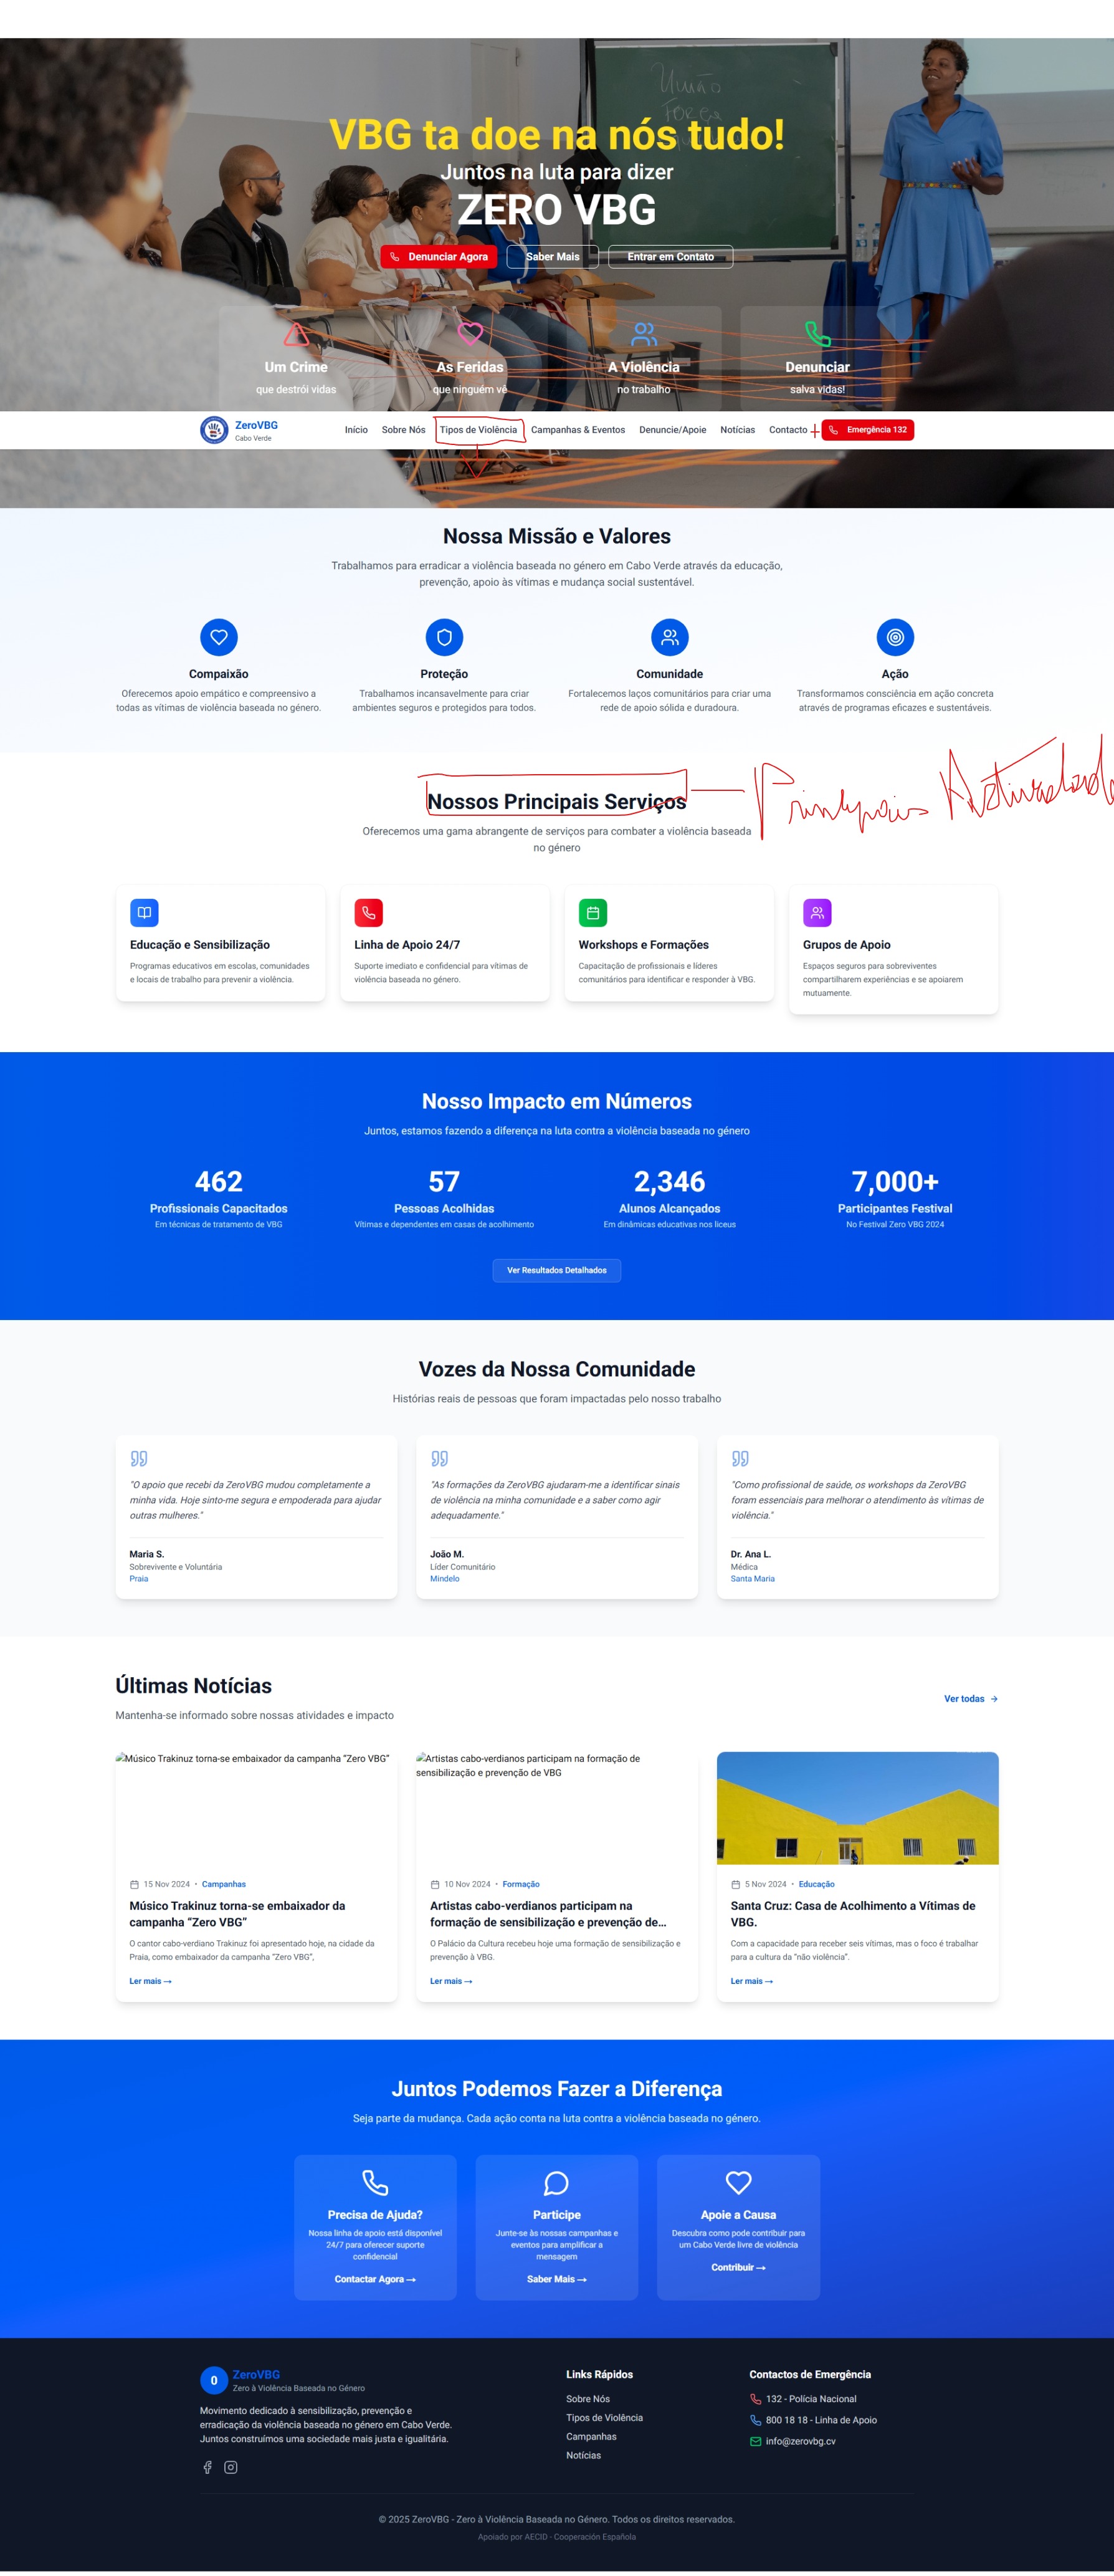 União
Força
VBG ta doe na nós tudo!
Juntos na luta para dizer
ZERO VBG
Denunciar Agora
Saber Mais
Entrar em Contato
Um Crime
que destrói vidas
As Feridas
que ninguém vê
A Violência
no trabalho
Denunciar
salva vidas!
ZeroVBG
Cabo Verde
Início
Sobre Nós
Tipos de Violência
Campanhas & Eventos
Denuncie/Apoie
Notícias
Contacto
Emergência 132
Nossa Missão e Valores
Trabalhamos para erradicar a violência baseada no género em Cabo Verde através da educação,
prevenção, apoio às vítimas e mudança social sustentável.
Compaixão
Oferecemos apoio empático e compreensivo a
todas as vítimas de violência baseada no género.
Proteção
Trabalhamos incansavelmente para criar
ambientes seguros e protegidos para todos.
Comunidade
Fortalecemos laços comunitários para criar uma
rede de apoio sólida e duradoura.
Ação
Transformamos consciência em ação concreta
através de programas eficazes e sustentáveis.
Nossos Principais Serviços
Principais
Oferecemos uma gama abrangente de serviços para combater a violência baseada
no género
Educação e Sensibilização
Programas educativos em escolas, comunidades
e locais de trabalho para prevenir a violência.
Linha de Apoio 24/7
Suporte imediato e confidencial para vítimas de
violência baseada no género.
Workshops e Formações
Capacitação de profissionais e líderes
comunitários para identificar e responder à VBG.
Grupos de Apoio
Espaços seguros para sobreviventes
compartilharem experiências e se apoiarem
mutuamente.
Nosso Impacto em Números
Juntos, estamos fazendo a diferença na luta contra a violência baseada no género
462
Profissionais Capacitados
Em técnicas de tratamento de VBG
57
Pessoas Acolhidas
Vítimas e dependentes em casas de acolhimento
2,346
Alunos Alcançados
Em dinâmicas educativas nos liceus
7,000+
Participantes Festival
No Festival Zero VBG 2024
Ver Resultados Detalhados
Vozes da Nossa Comunidade
Histórias reais de pessoas que foram impactadas pelo nosso trabalho
"O apoio que recebi da ZeroVBG mudou completamente a
minha vida. Hoje sinto-me segura e empoderada para ajudar
outras mulheres."
Maria S.
Sobrevivente e Voluntária
Praia
"As formações da ZeroVBG ajudaram-me a identificar sinais
de violência na minha comunidade e a saber como agir
adequadamente."
João M.
Líder Comunitário
Mindelo
"Como profissional de saúde, os workshops da ZeroVBG
foram essenciais para melhorar o atendimento às vítimas de
violência."
Dr. Ana L.
Médica
Santa Maria
Últimas Notícias
Mantenha-se informado sobre nossas atividades e impacto
Ver todas →
Músico Trakinuz torna-se embaixador da campanha “Zero VBG”
15 Nov 2024 • Campanhas
Músico Trakinuz torna-se embaixador da
campanha “Zero VBG”
O cantor cabo-verdiano Trakinuz foi apresentado hoje, na cidade da
Praia, como embaixador da campanha “Zero VBG”,
Ler mais →
Artistas cabo-verdianos participam na formação de
sensibilização e prevenção de VBG
10 Nov 2024 • Formação
Artistas cabo-verdianos participam na
formação de sensibilização e prevenção de...
O Palácio da Cultura recebeu hoje uma formação de sensibilização e
prevenção à VBG.
Ler mais →
5 Nov 2024 • Educação
Santa Cruz: Casa de Acolhimento a Vítimas de
VBG.
Com a capacidade para receber seis vítimas, mas o foco é trabalhar
para a cultura da “não violência”.
Ler mais →
Juntos Podemos Fazer a Diferença
Seja parte da mudança. Cada ação conta na luta contra a violência baseada no género.
Precisa de Ajuda?
Nossa linha de apoio está disponível
24/7 para oferecer suporte
confidencial
Contactar Agora →
Participe
Junte-se às nossas campanhas e
eventos para amplificar a
mensagem
Saber Mais →
Apoie a Causa
Descubra como pode contribuir para
um Cabo Verde livre de violência
Contribuir →
0
ZeroVBG
Zero à Violência Baseada no Género
Movimento dedicado à sensibilização, prevenção e
erradicação da violência baseada no género em Cabo Verde.
Juntos construímos uma sociedade mais justa e igualitária.
Links Rápidos
Sobre Nós
Tipos de Violência
Campanhas
Notícias
Contactos de Emergência
132 - Polícia Nacional
800 18 18 - Linha de Apoio
info@zerovbg.cv
© 2025 ZeroVBG - Zero à Violência Baseada no Género. Todos os direitos reservados.
Apoiado por AECID · Cooperación Española